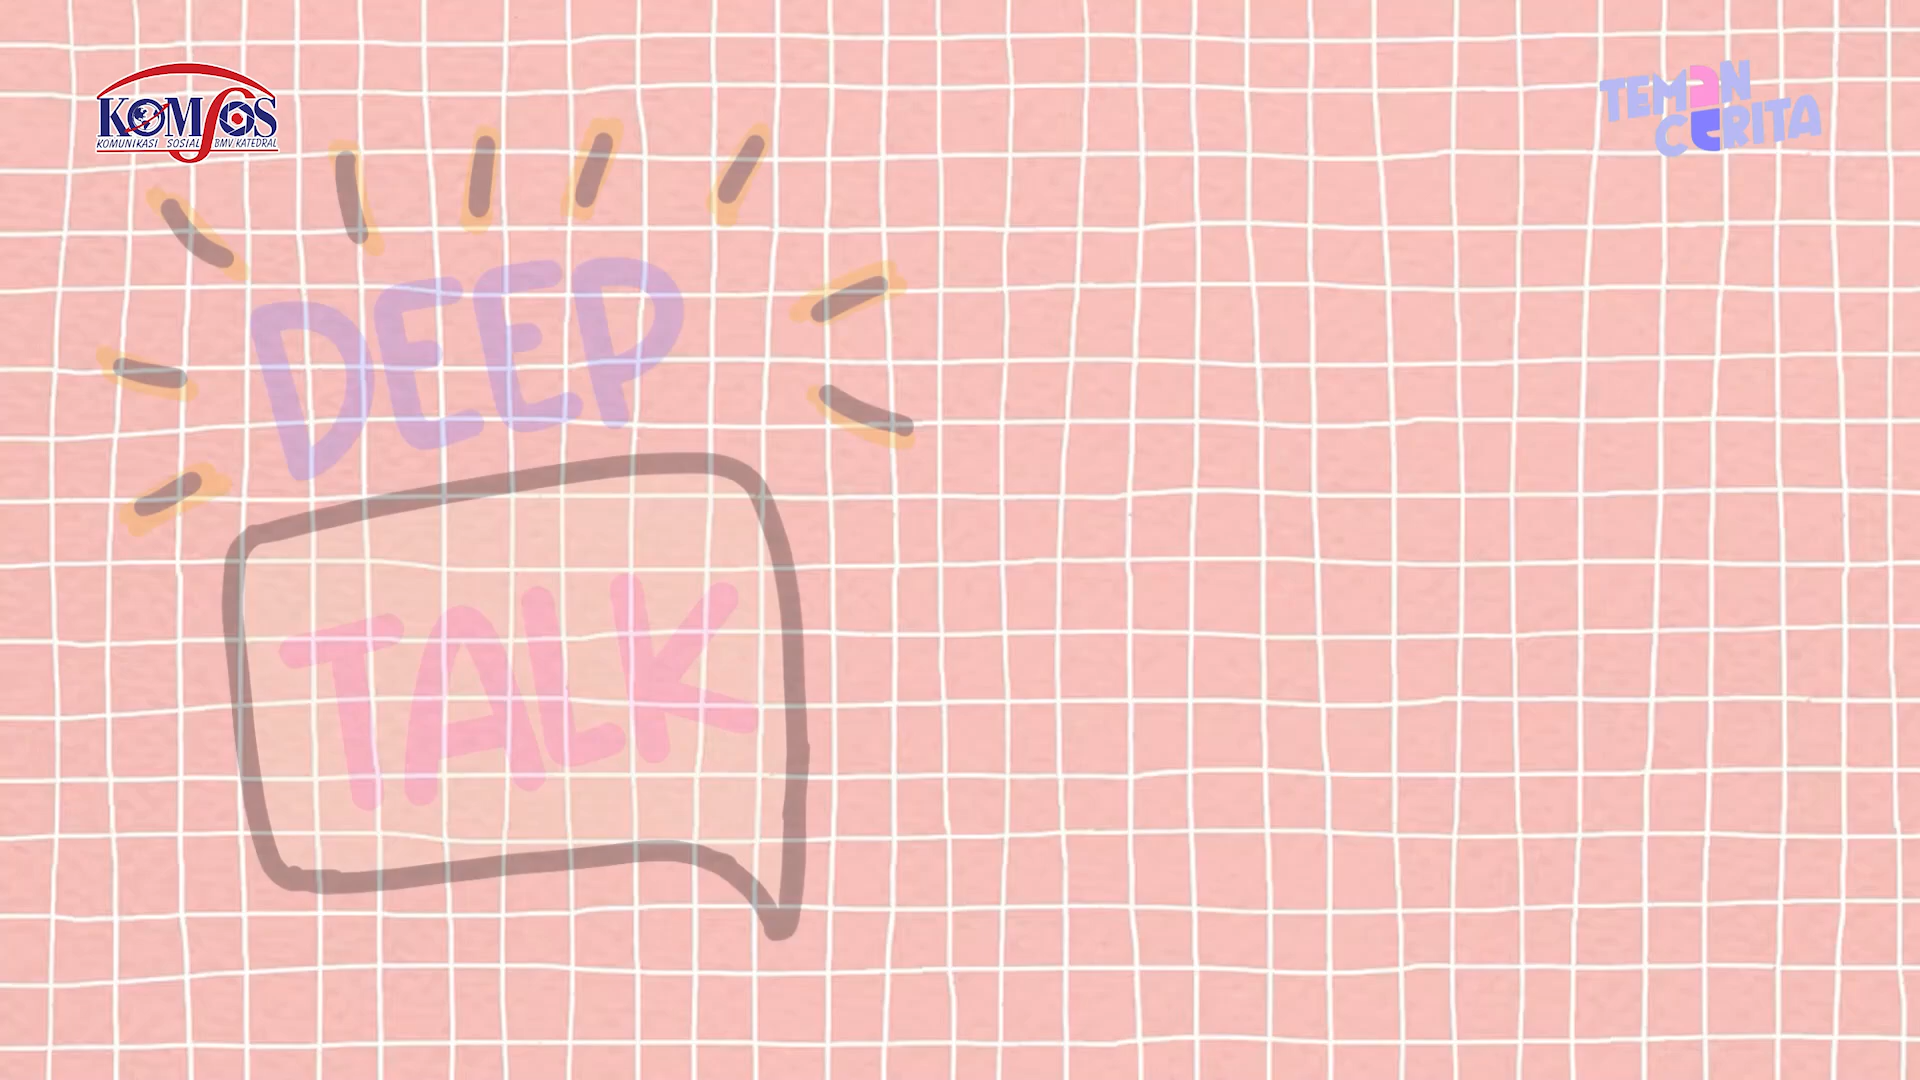 KOMSOS
KOMUNIKASI SOSIAL BMV KATEDRAL
TEMAN
CERITA
DEEP
TALK